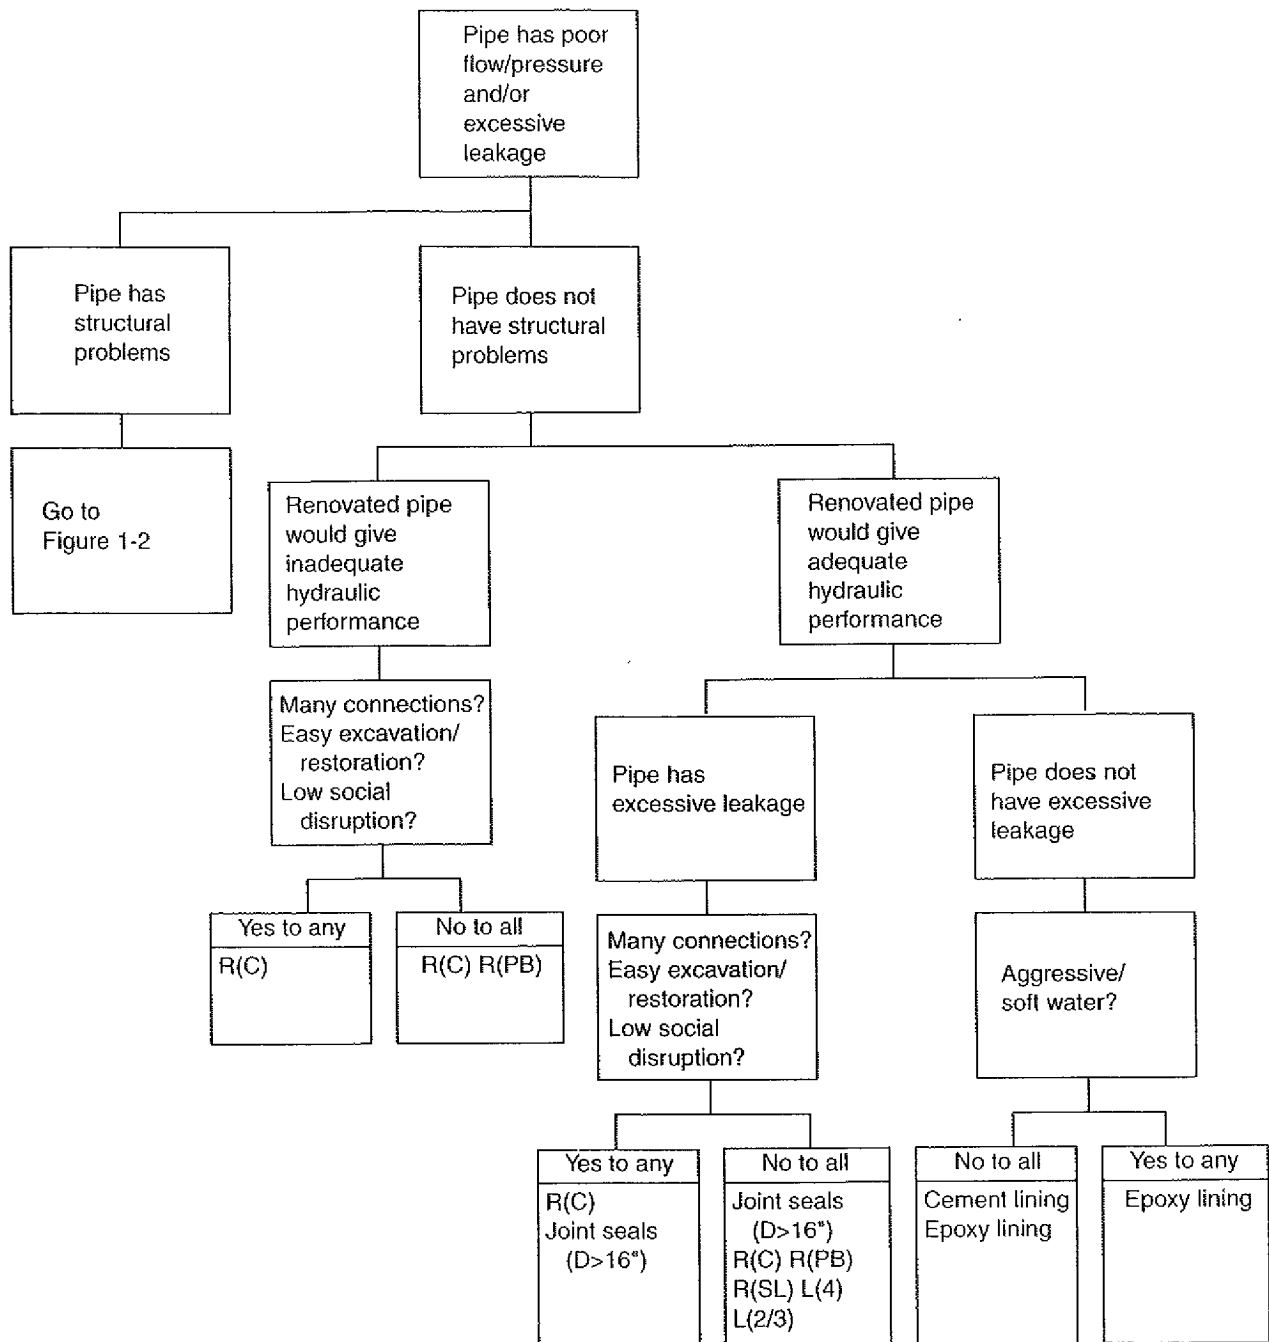 Pipe has poor
flow/pressure
and/or
excessive
leakage
Pipe has
structural
problems
Pipe does not
have structural
problems
Go to
Figure 1-2
Renovated pipe
would give
inadequate
hydraulic
performance
Renovated pipe
would give
adequate
hydraulic
performance
Many connections?
Easy excavation/
restoration?
Low social
disruption?
Pipe has
excessive leakage
Pipe does not
have excessive
leakage
Yes to any
R(C)
No to all
R(C) R(PB)
Many connections?
Easy excavation/
restoration?
Low social
disruption?
Aggressive/
soft water?
Yes to any
R(C)
Joint seals
(D>16")
No to all
Joint seals
(D>16")
R(C) R(PB)
R(SL) L(4)
L(2/3)
No to all
Cement lining
Epoxy lining
Yes to any
Epoxy lining